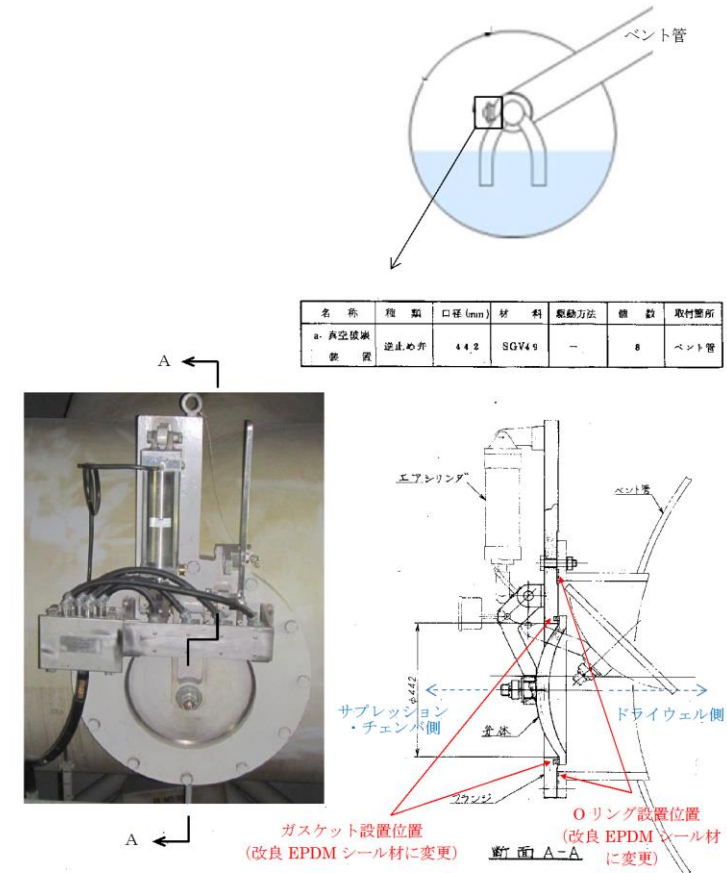 ベント管
名 称 種 類 口径(mm) 材 料 駆動方法 個 数 取付箇所
a. 真空破壊装置 逆止め弁 442 SGV49 － 8 ベント管
A
エアシリンダ
ベント管
φ442
サプレッション
・チェンバ側
ドライウェル側
弁体
フランジ
ガスケット設置位置
(改良 EPDM シール材に変更)
O リング設置位置
(改良 EPDM シール材
に変更)
A
断面 A-A